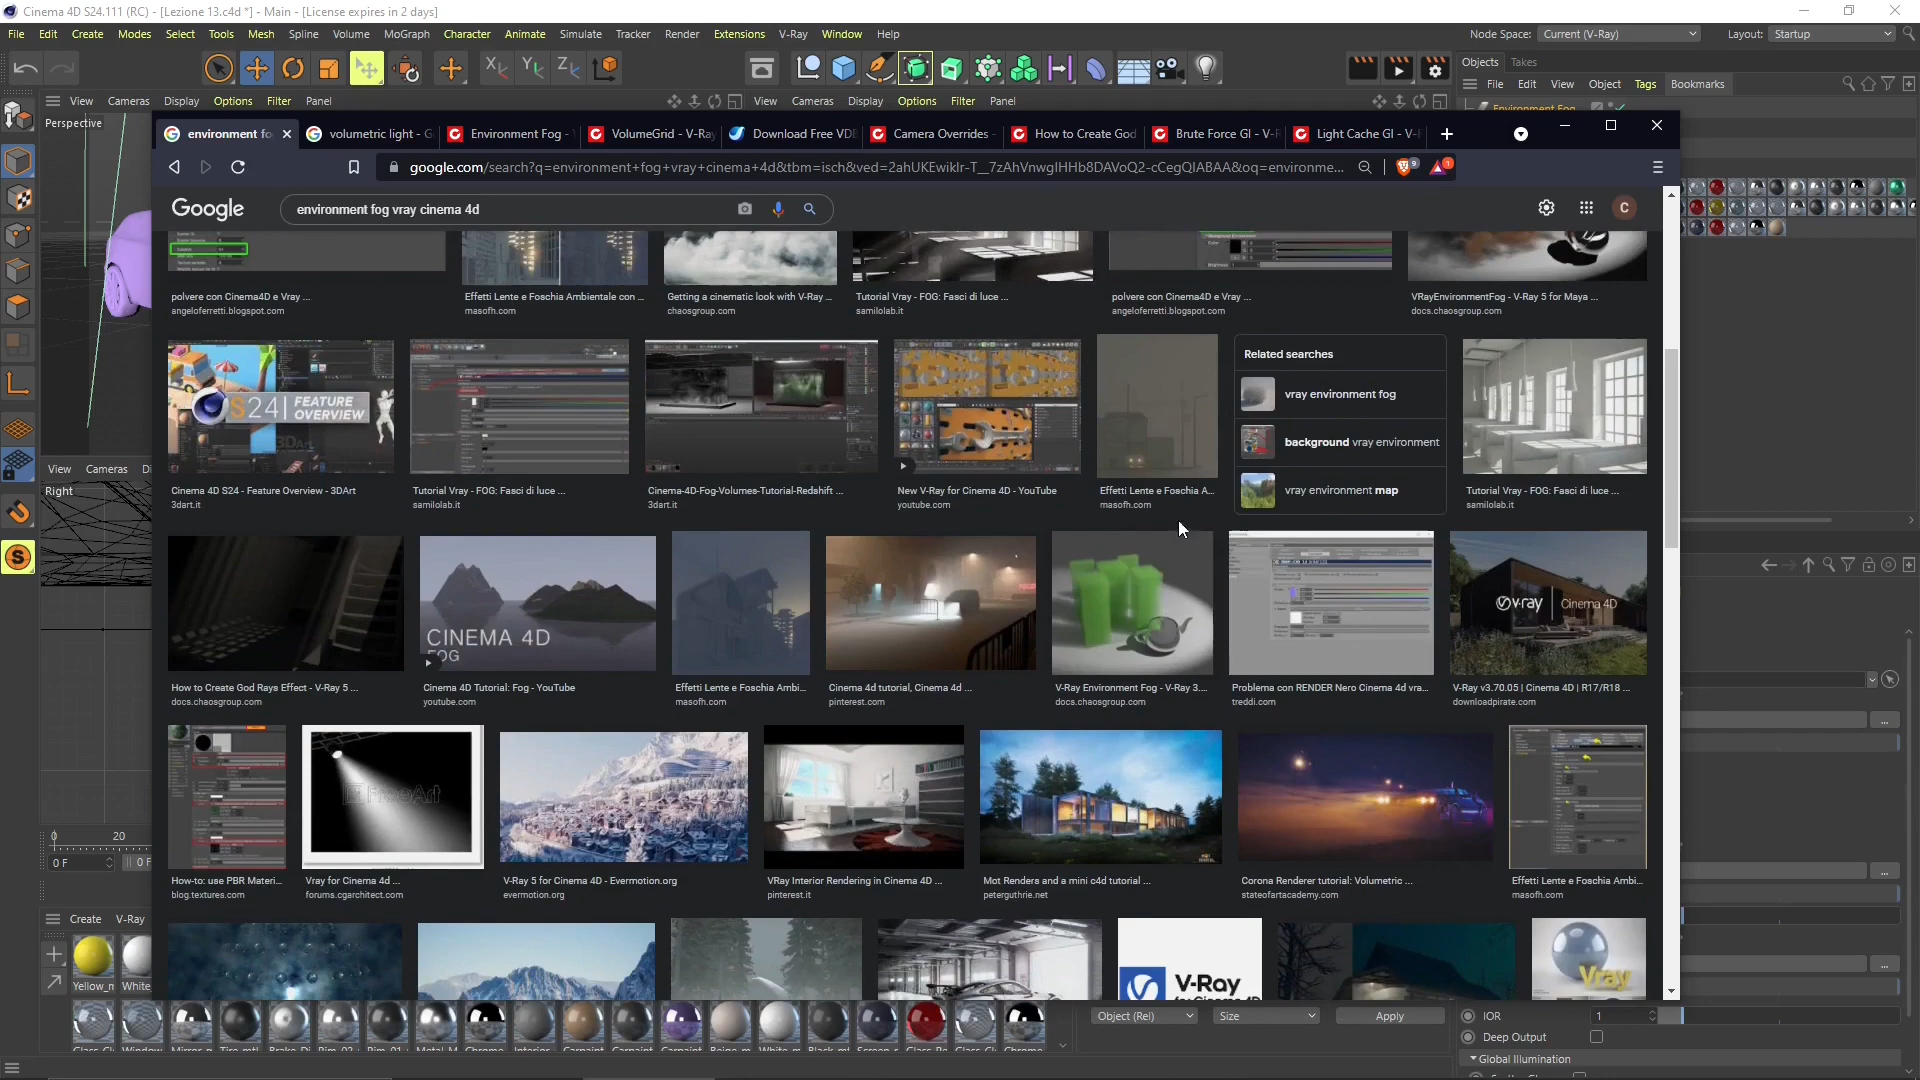 Cinema 4D S24.111 (RC) - [Lezione 13.c4d *] - Main - [License expires in 2 days]
File Edit Create Modes Select Tools Mesh Spline Volume MoGraph Character Animate Simulate Tracker Render Extensions V-Ray Window Help
Node Space: Current (V-Ray) Layout: Startup
Objects Takes
View Cameras Display Options Filter Panel
View Cameras Display Options Filter Panel
File Edit View Object Tags Bookmarks
Perspective
environment fo
volumetric light - G
Environment Fog -
VolumeGrid - V-Ray
Download Free VDB
Camera Overrides -
How to Create God
Brute Force GI - V-R
Light Cache GI - V-R
google.com/search?q=environment+fog+vray+cinema+4d&tbm=isch&ved=2ahUKEwiklr-T__7zAhVnwgIHHb8DAVoQ2-cCegQIABAA&oq=environme...
Google
environment fog vray cinema 4d
C
polvere con Cinema4D e Vray ...
angeloferretti.blogspot.com
Effetti Lente e Foschia Ambientale con ...
masofh.com
Getting a cinematic look with V-Ray ...
chaosgroup.com
Tutorial Vray - FOG: Fasci di luce ...
samilolab.it
polvere con Cinema4D e Vray ...
angeloferretti.blogspot.com
VRayEnvironmentFog - V-Ray 5 for Maya ...
docs.chaosgroup.com
S24 | FEATURE OVERVIEW
Cinema 4D S24 - Feature Overview - 3DArt
3dart.it
Tutorial Vray - FOG: Fasci di luce ...
samilolab.it
Cinema-4D-Fog-Volumes-Tutorial-Redshift ...
3dart.it
New V-Ray for Cinema 4D - YouTube
youtube.com
Effetti Lente e Foschia A...
masofh.com
Related searches
vray environment fog
background vray environment
vray environment map
Tutorial Vray - FOG: Fasci di luce ...
samilolab.it
View Cameras Di
Right
CINEMA 4D
FOG
v-ray | Cinema 4D
How to Create God Rays Effect - V-Ray 5 ...
docs.chaosgroup.com
Cinema 4D Tutorial: Fog - YouTube
youtube.com
Effetti Lente e Foschia Ambi...
masofh.com
Cinema 4d tutorial, Cinema 4d ...
pinterest.com
V-Ray Environment Fog - V-Ray 3....
docs.chaosgroup.com
Problema con RENDER Nero Cinema 4d vra...
treddi.com
V-Ray v3.70.05 | Cinema 4D | R17/R18 ...
downloadpirate.com
How-to: use PBR Materi...
blog.textures.com
Vray for Cinema 4d ...
forums.cgarchitect.com
V-Ray 5 for Cinema 4D - Evermotion.org
evermotion.org
VRay Interior Rendering in Cinema 4D ...
pinterest.it
Mot Renders and a mini c4d tutorial ...
peterguthrie.net
Corona Renderer tutorial: Volumetric ...
stateofartacademy.com
Effetti Lente e Foschia Ambi...
masofh.com
V-Ray
Vray
0 20
0 F 0 F
Create V-Ray
Yellow_m White
Object (Rel) Size Apply
IOR 1
Deep Output
Global Illumination